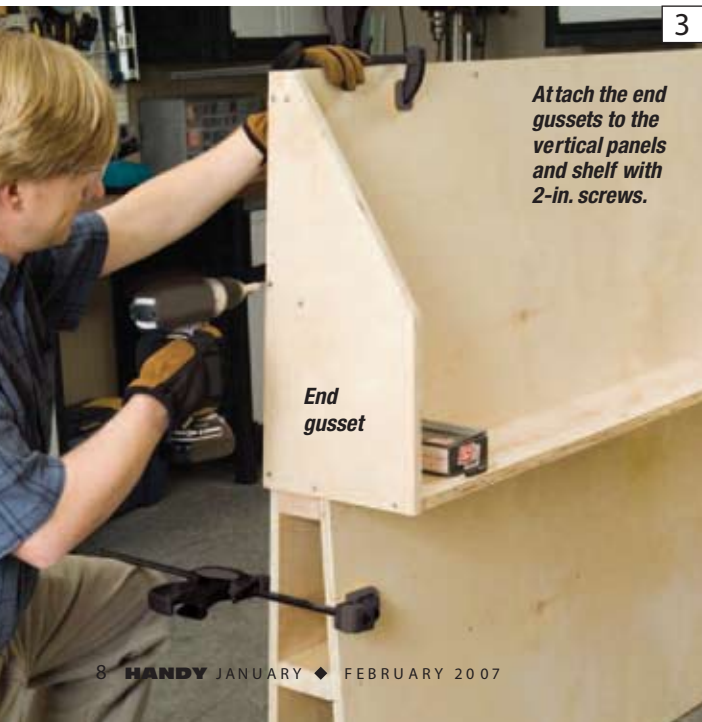 3
Attach the end
gussets to the
vertical panels
and shelf with
2-in. screws.
End
gusset
8 HANDY JANUARY ◆ FEBRUARY 2007